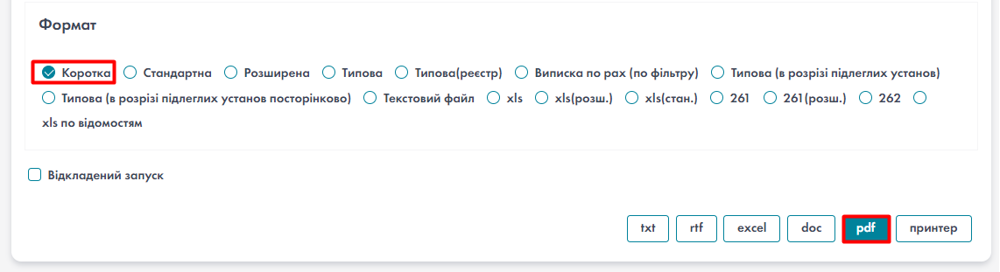 Формат
Коротка Стандартна Розширена Типова Типова(реєстр) Виписка по рах (по фільтру) Типова (в розрізі підлеглих установ)
Типова (в розрізі підлеглих установ посторінково) Текстовий файл xls xls(розш.) xls(стан.) 261 261(розш.) 262
xls по відомостям
Відкладений запуск
txt rtf excel doc pdf принтер